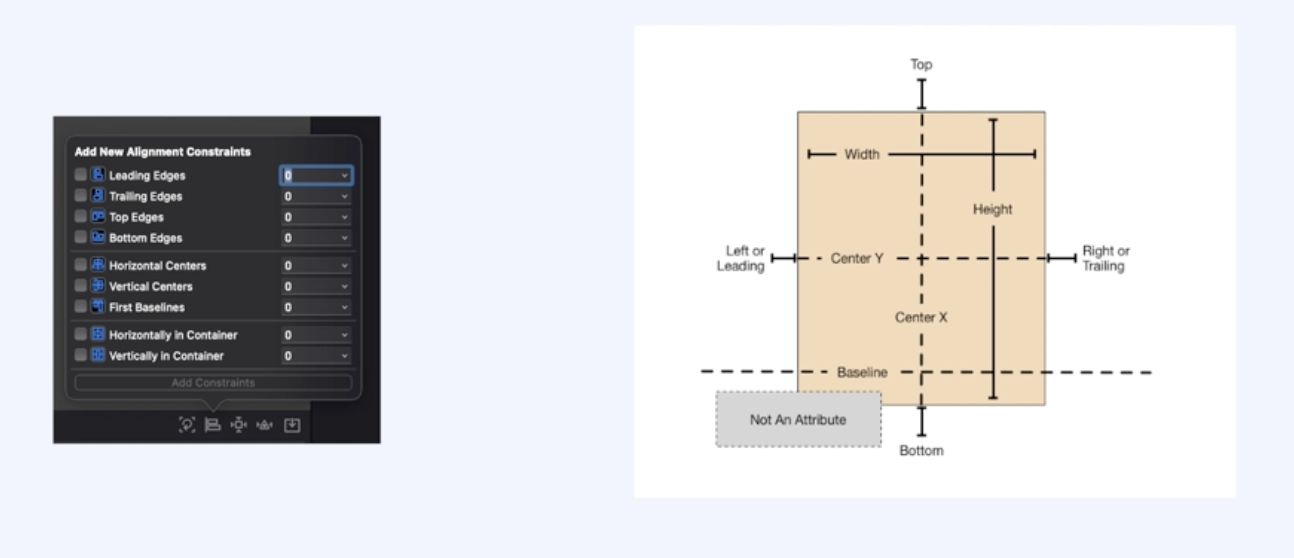 Add New Alignment Constraints
Leading Edges 0
Trailing Edges 0
Top Edges 0
Bottom Edges 0
Horizontal Centers 0
Vertical Centers 0
First Baselines 0
Horizontally in Container 0
Vertically in Container 0
Add Constraints
Top
Width
Height
Left or
Leading
Center Y
Right or
Trailing
Center X
Baseline
Not An Attribute
Bottom